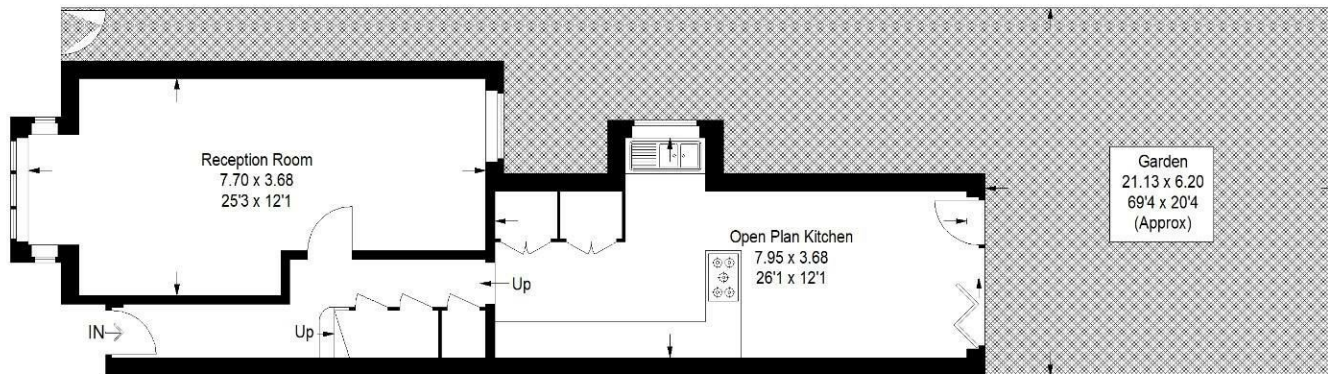 Reception Room
7.70 x 3.68
25'3 x 12'1
Garden
21.13 x 6.20
69'4 x 20'4
(Approx)
Open Plan Kitchen
7.95 x 3.68
26'1 x 12'1
Up
IN
Up